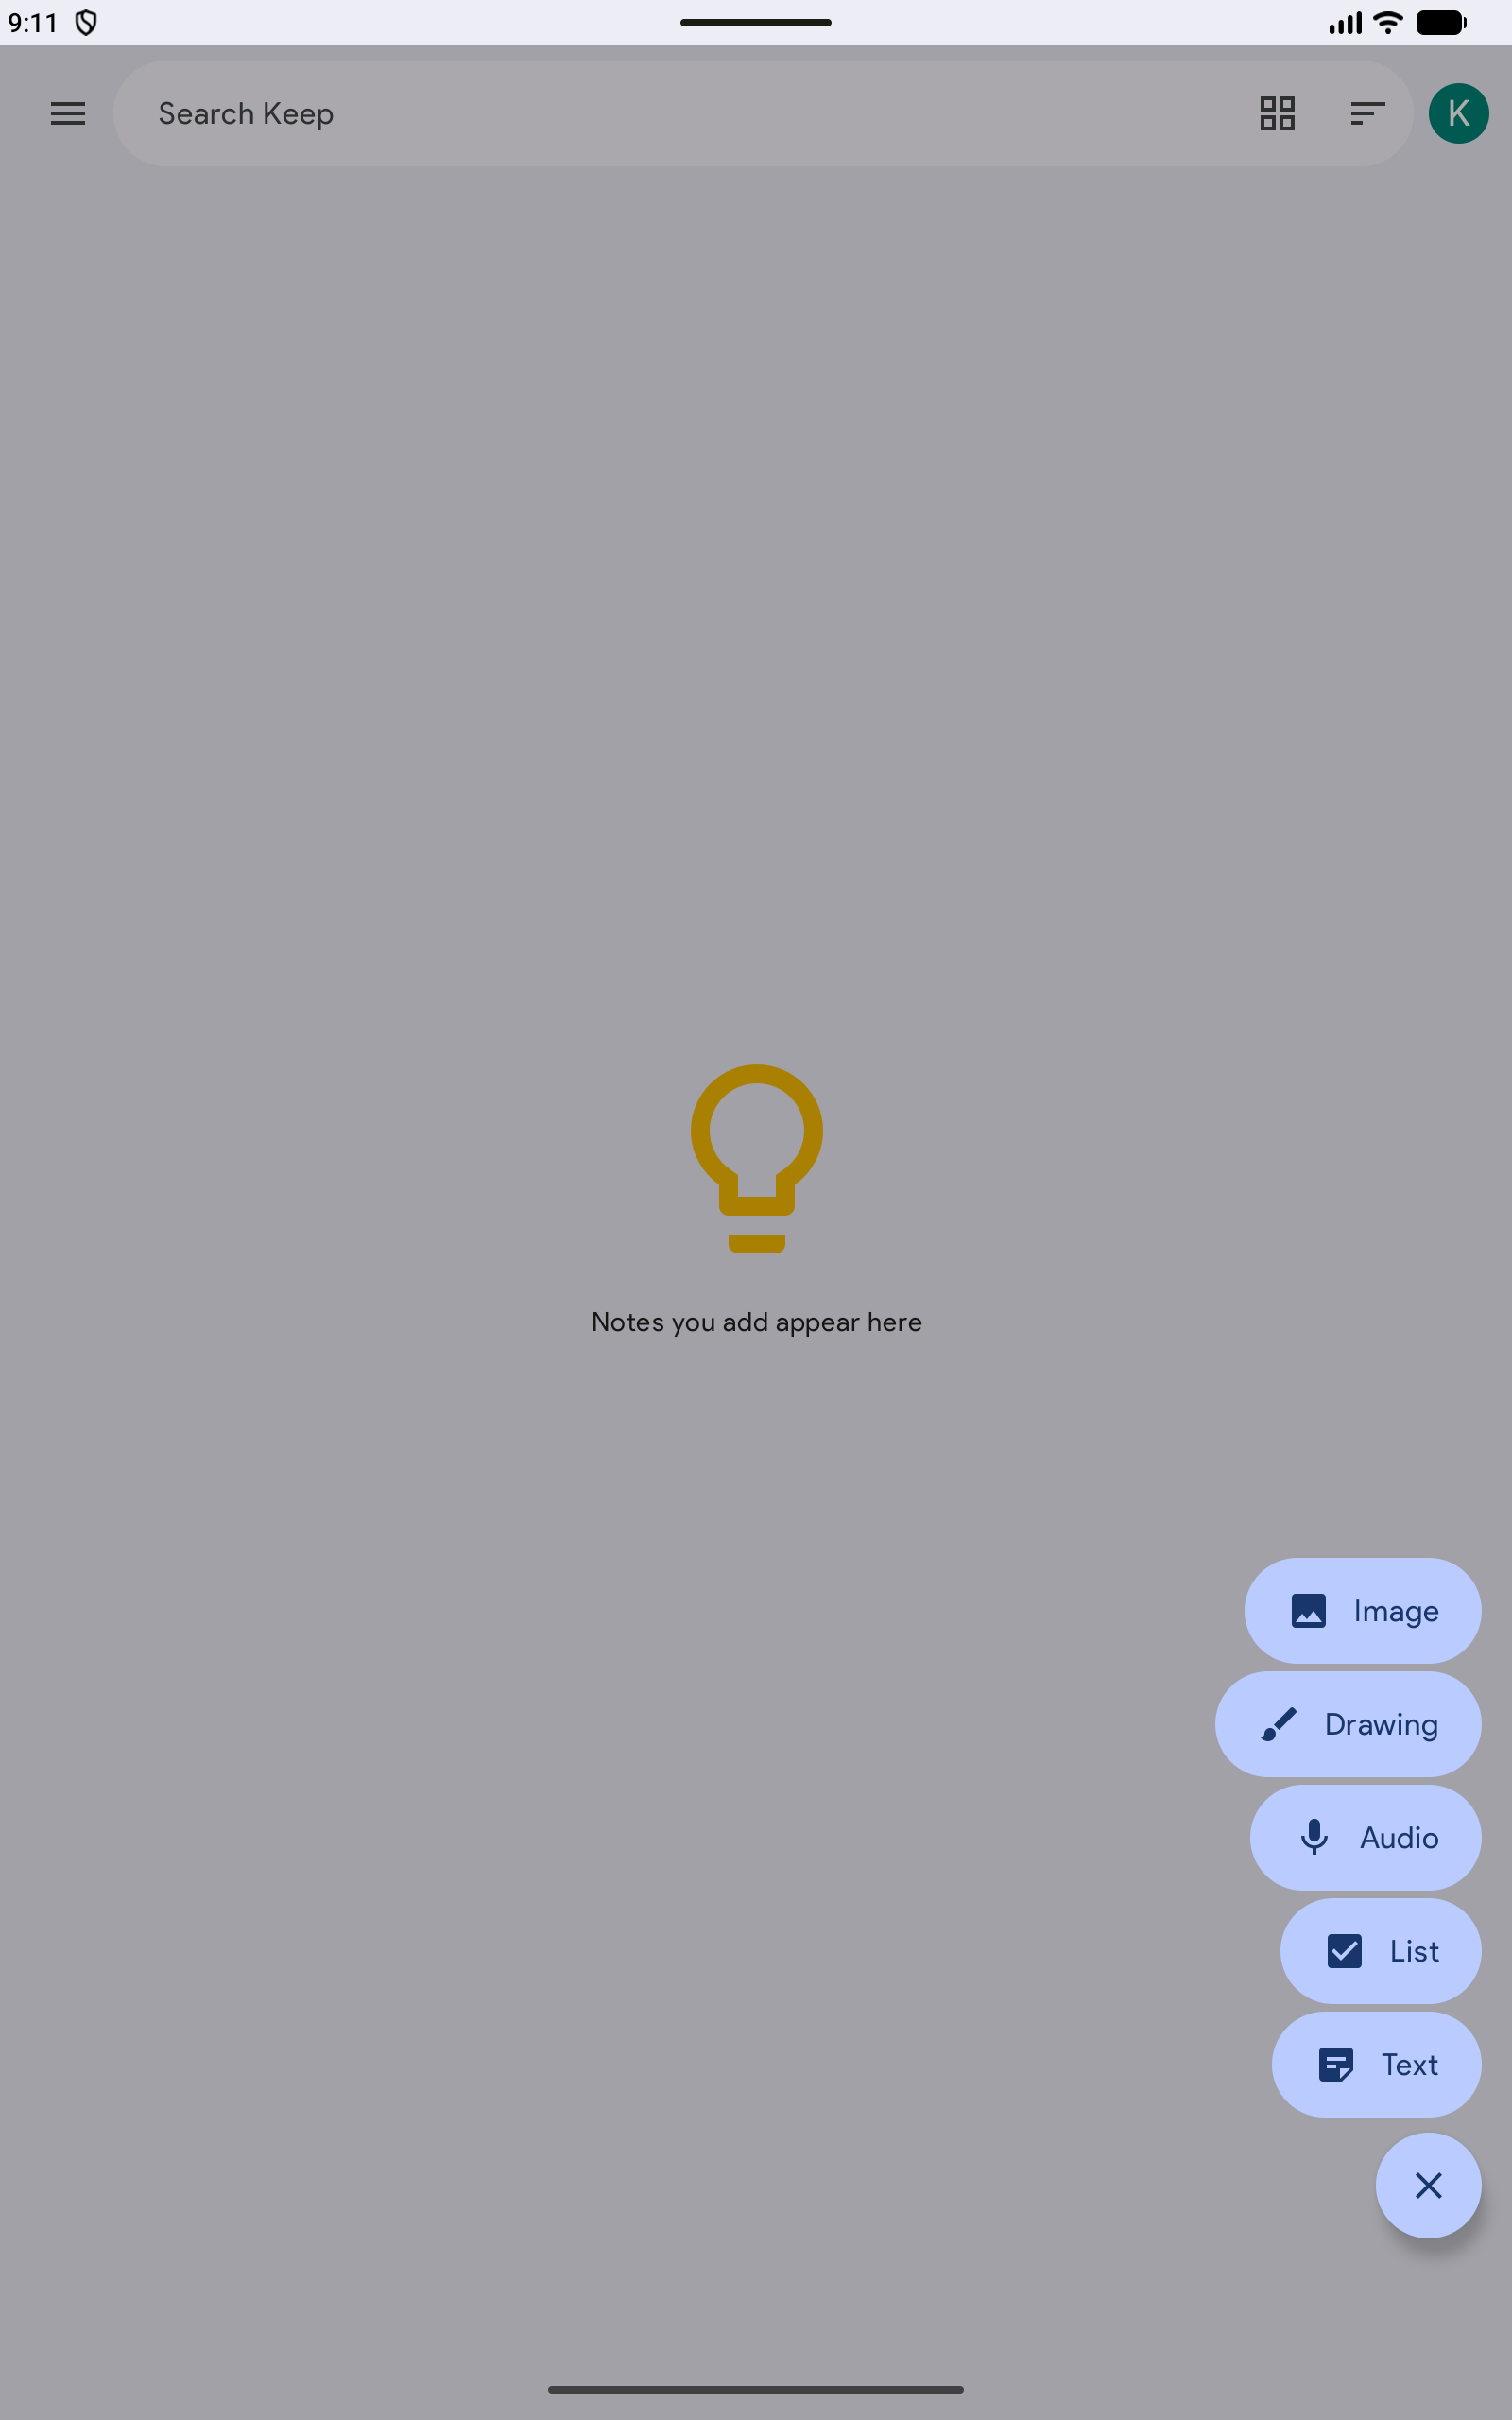 9:11
Search Keep
K
Notes you add appear here
Image
Drawing
Audio
List
Text